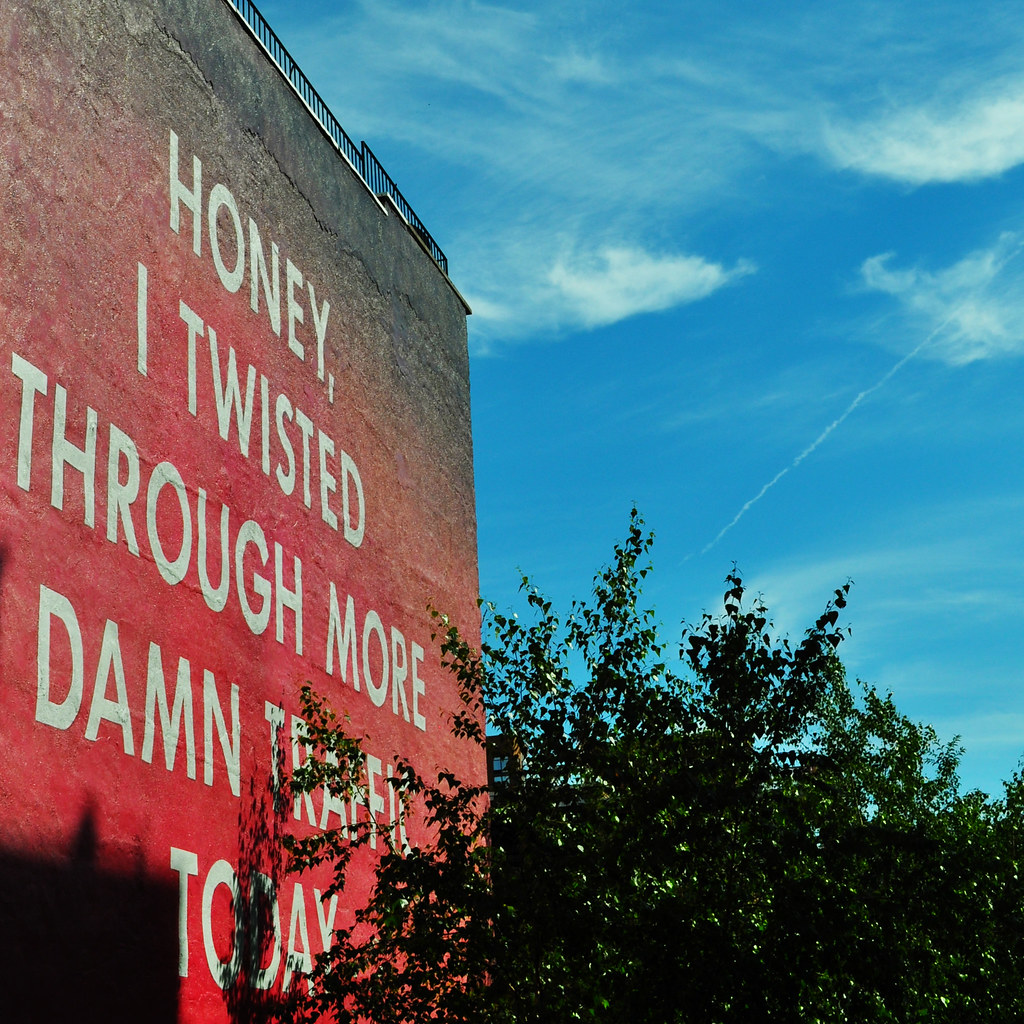 HONEY,
I TWISTED
THROUGH MORE
DAMN TRAFFIC
TODAY